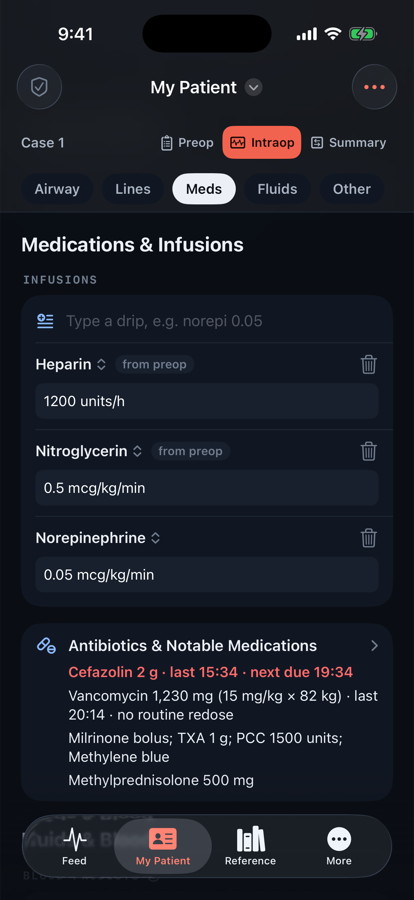 9:41
My Patient
Case 1
Preop
Intraop
Summary
Airway
Lines
Meds
Fluids
Other
Medications & Infusions
INFUSIONS
Type a drip, e.g. norepi 0.05
Heparin
from preop
1200 units/h
Nitroglycerin
from preop
0.5 mcg/kg/min
Norepinephrine
0.05 mcg/kg/min
Antibiotics & Notable Medications
Cefazolin 2 g · last 15:34 · next due 19:34
Vancomycin 1,230 mg (15 mg/kg × 82 kg) · last
20:14 · no routine redose
Milrinone bolus; TXA 1 g; PCC 1500 units;
Methylene blue
Methylprednisolone 500 mg
Feed
My Patient
Reference
More